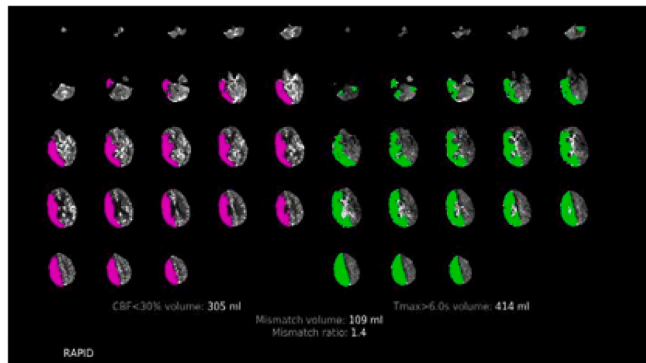 CBF<30% volume: 305 ml
Tmax>6.0s volume: 414 ml
Mismatch volume: 109 ml
Mismatch ratio: 1.4
RAPID